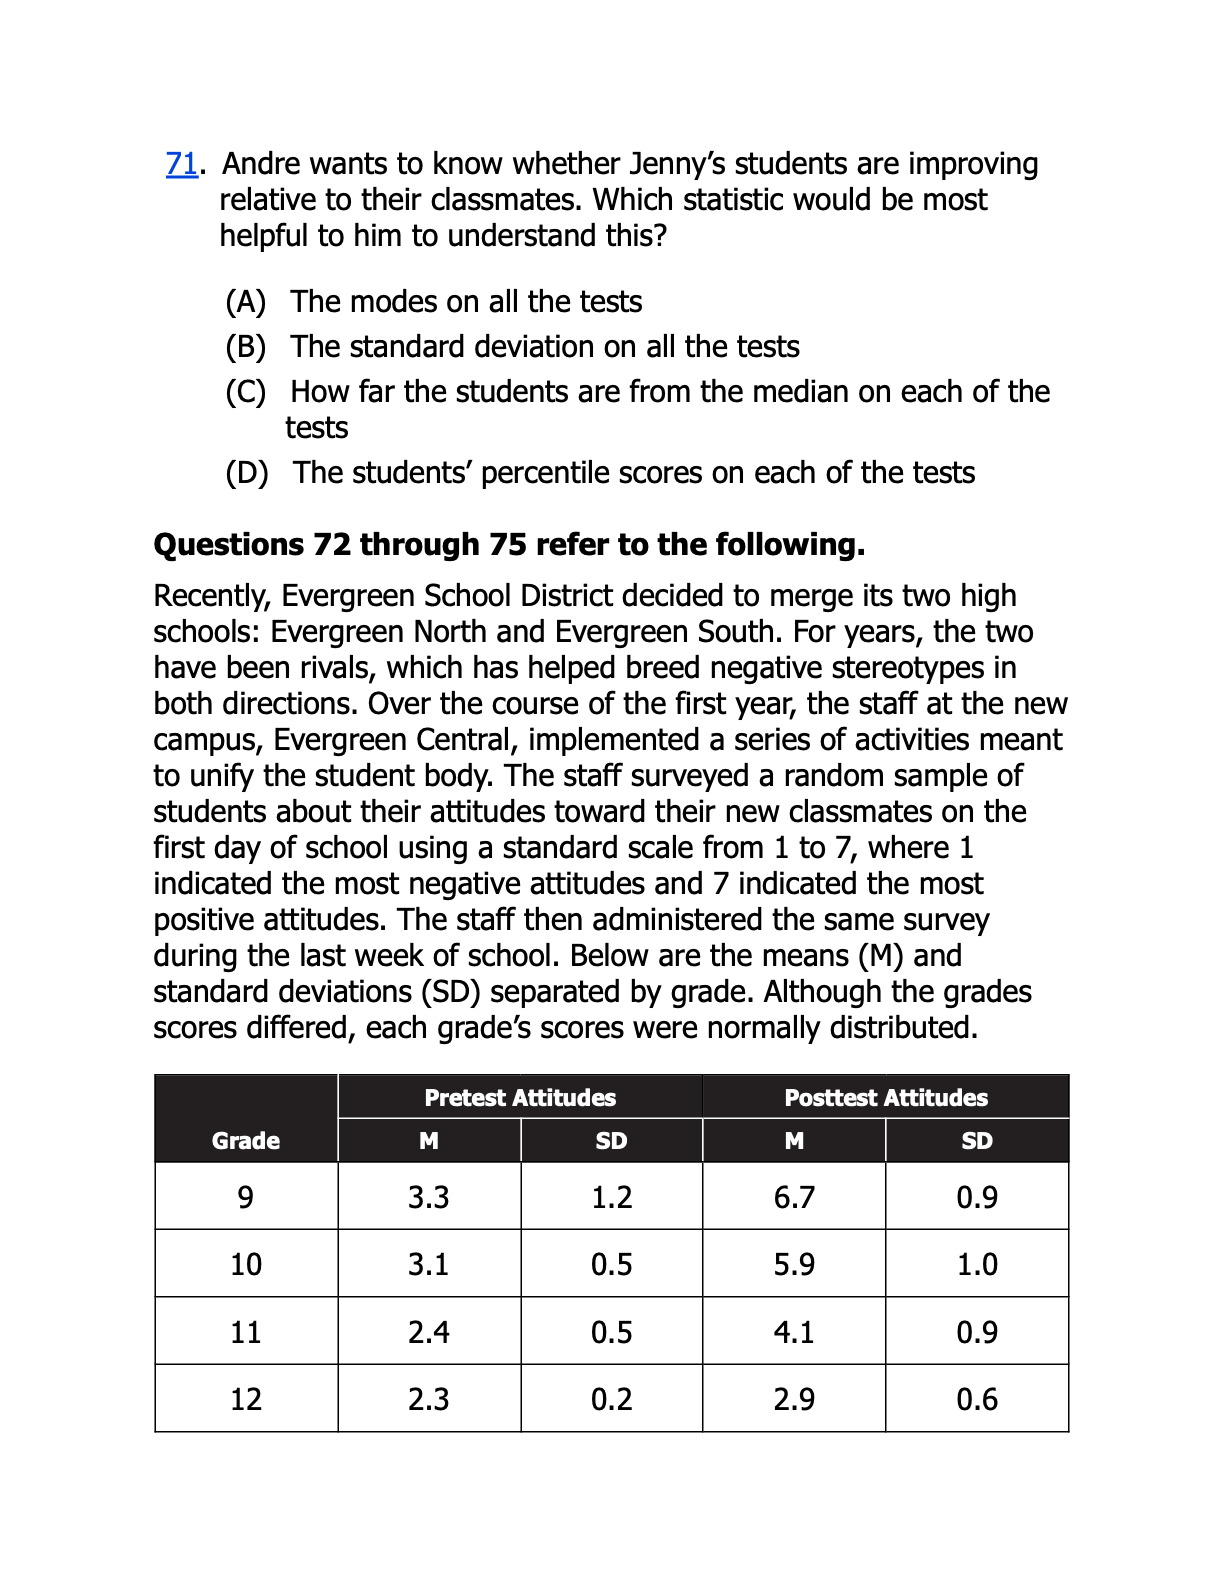 71. Andre wants to know whether Jenny’s students are improving
relative to their classmates. Which statistic would be most
helpful to him to understand this?
(A) The modes on all the tests
(B) The standard deviation on all the tests
(C) How far the students are from the median on each of the
tests
(D) The students’ percentile scores on each of the tests
Questions 72 through 75 refer to the following.
Recently, Evergreen School District decided to merge its two high
schools: Evergreen North and Evergreen South. For years, the two
have been rivals, which has helped breed negative stereotypes in
both directions. Over the course of the first year, the staff at the new
campus, Evergreen Central, implemented a series of activities meant
to unify the student body. The staff surveyed a random sample of
students about their attitudes toward their new classmates on the
first day of school using a standard scale from 1 to 7, where 1
indicated the most negative attitudes and 7 indicated the most
positive attitudes. The staff then administered the same survey
during the last week of school. Below are the means (M) and
standard deviations (SD) separated by grade. Although the grades
scores differed, each grade’s scores were normally distributed.
Pretest Attitudes Posttest Attitudes
Grade M SD M SD
9 3.3 1.2 6.7 0.9
10 3.1 0.5 5.9 1.0
11 2.4 0.5 4.1 0.9
12 2.3 0.2 2.9 0.6